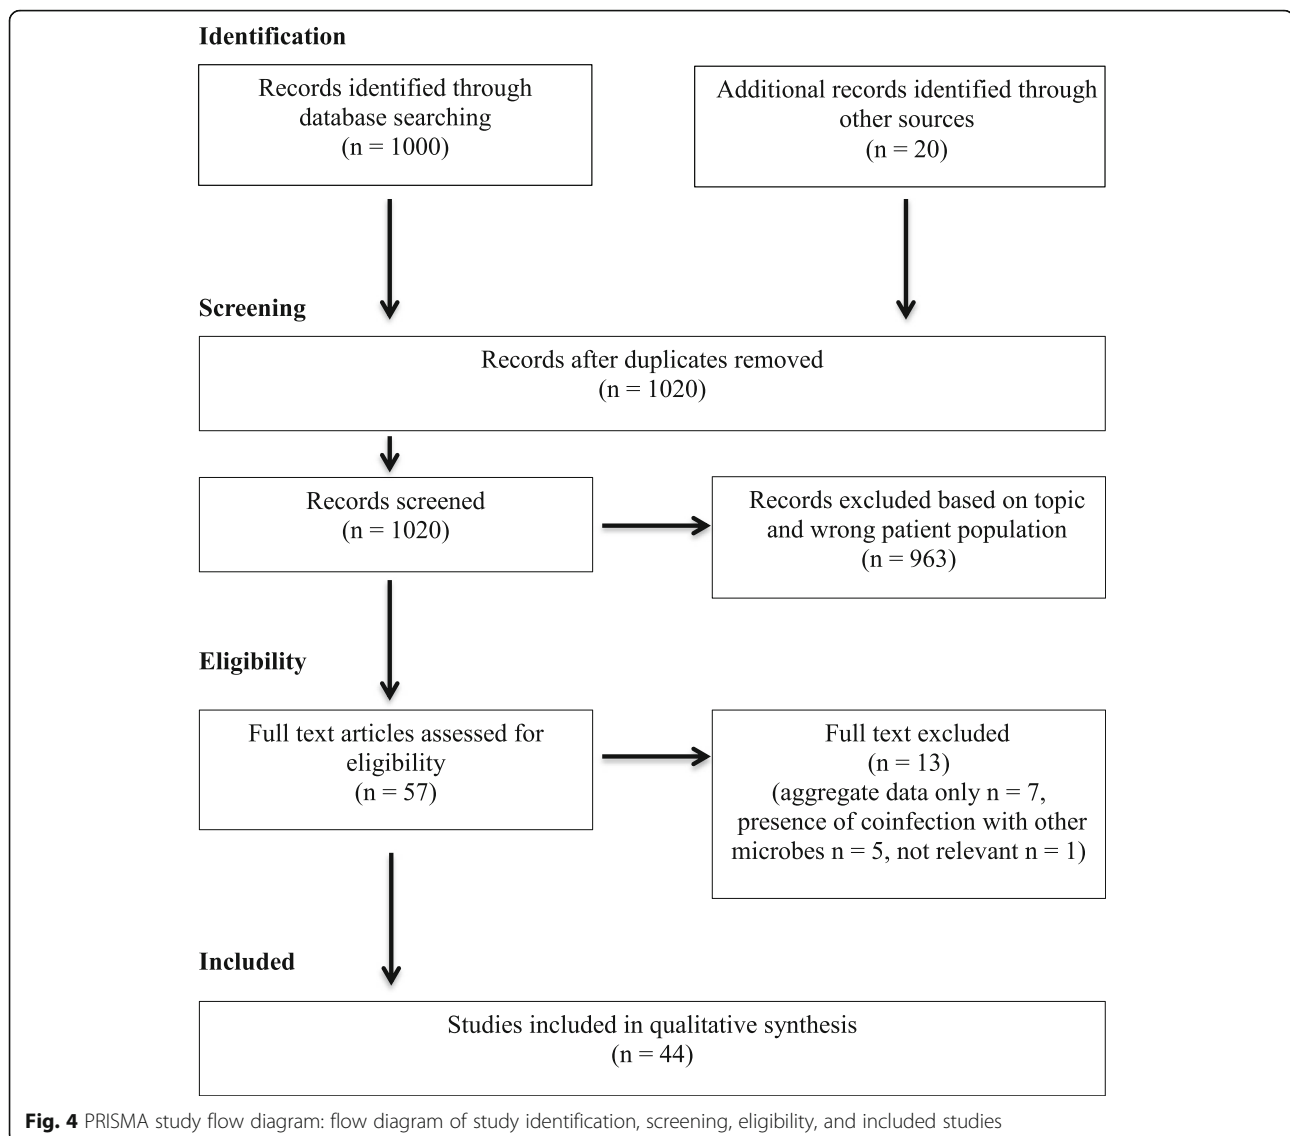 Identification
Records identified through
database searching
(n = 1000)
Additional records identified through
other sources
(n = 20)
Screening
Records after duplicates removed
(n = 1020)
Records screened
(n = 1020)
Records excluded based on topic
and wrong patient population
(n = 963)
Eligibility
Full text articles assessed for
eligibility
(n = 57)
Full text excluded
(n = 13)
(aggregate data only n = 7,
presence of coinfection with other
microbes n = 5, not relevant n = 1)
Included
Studies included in qualitative synthesis
(n = 44)
Fig. 4 PRISMA study flow diagram: flow diagram of study identification, screening, eligibility, and included studies